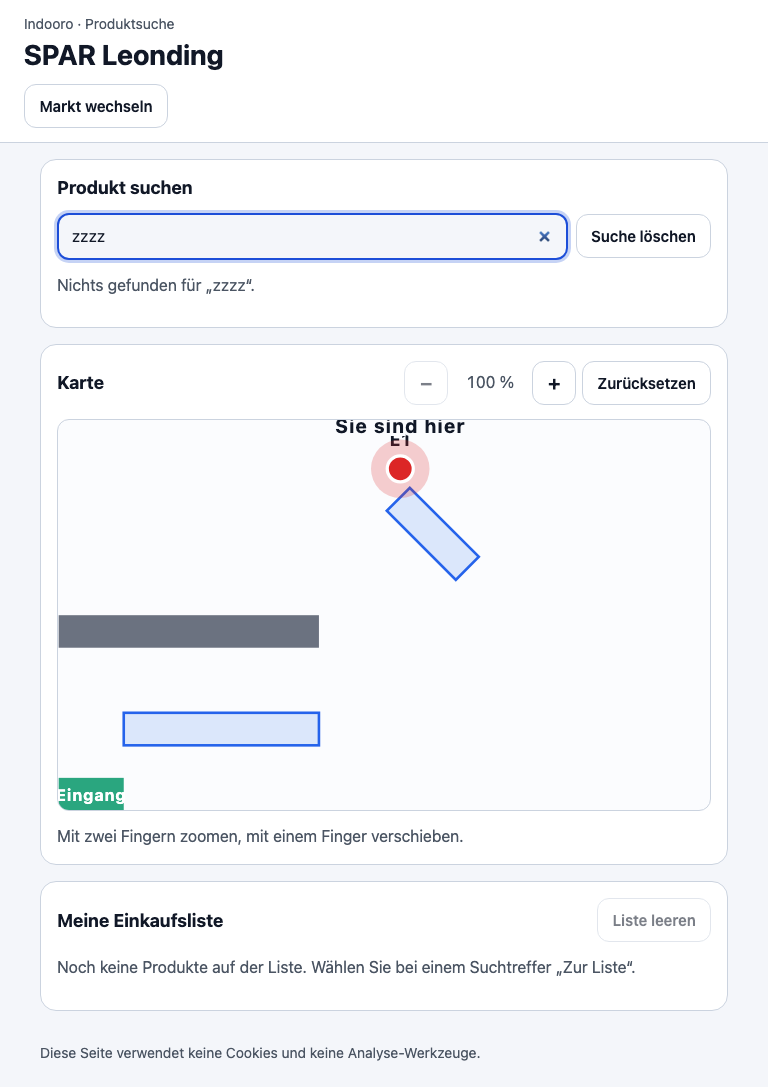 Indooro · Produktsuche
SPAR Leonding
Markt wechseln
Produkt suchen
zzzz
Suche löschen
Nichts gefunden für „zzzz“.
Karte
−
100 %
+
Zurücksetzen
Sie sind hier
E1
Eingang
Mit zwei Fingern zoomen, mit einem Finger verschieben.
Meine Einkaufsliste
Liste leeren
Noch keine Produkte auf der Liste. Wählen Sie bei einem Suchtreffer „Zur Liste“.
Diese Seite verwendet keine Cookies und keine Analyse-Werkzeuge.